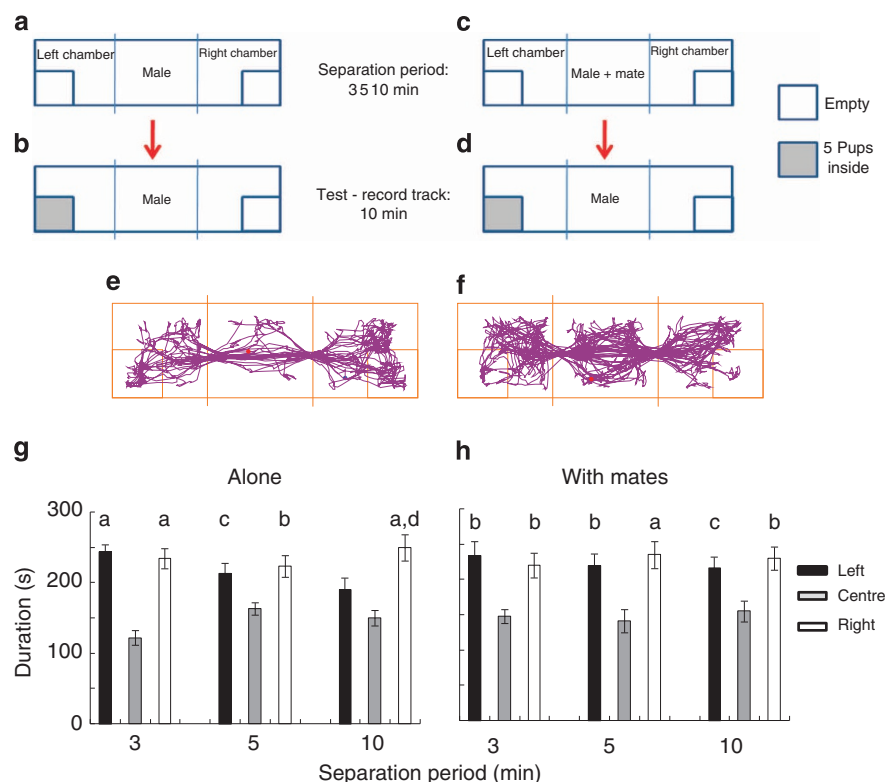 a
Left chamber
Male
Right chamber
Separation period:
3 5 10 min
c
Left chamber
Male + mate
Right chamber
Empty
b
Male
Test - record track:
10 min
d
Male
5 Pups
inside
e
f
g
Alone
h
With mates
Duration (s)
300
200
100
0
a
a
c
b
a,d
b
b
b
a
c
b
Left
Centre
Right
3
5
10
3
5
10
Separation period (min)